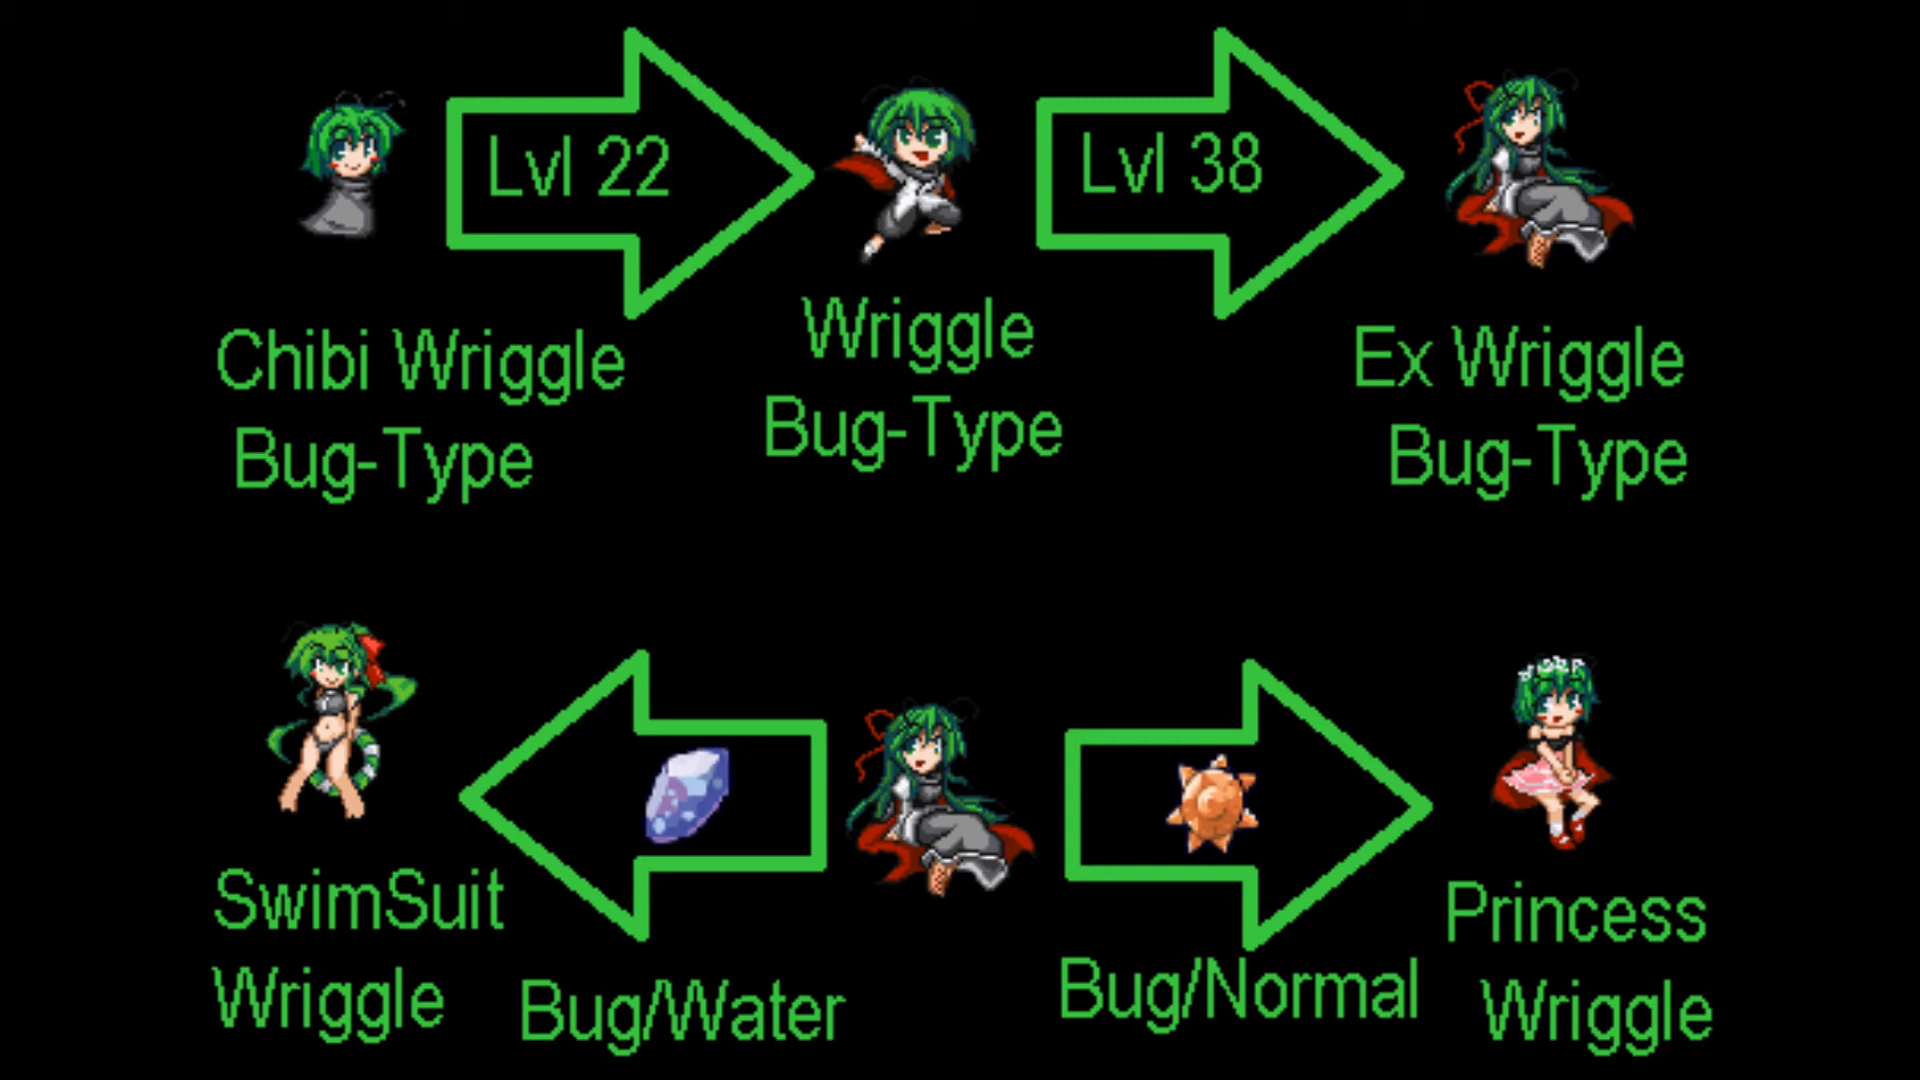 Lvl 22
Lvl 38
Chibi Wriggle
Bug-Type
Wriggle
Bug-Type
Ex Wriggle
Bug-Type
SwimSuit
Wriggle
Bug/Water
Bug/Normal
Princess
Wriggle